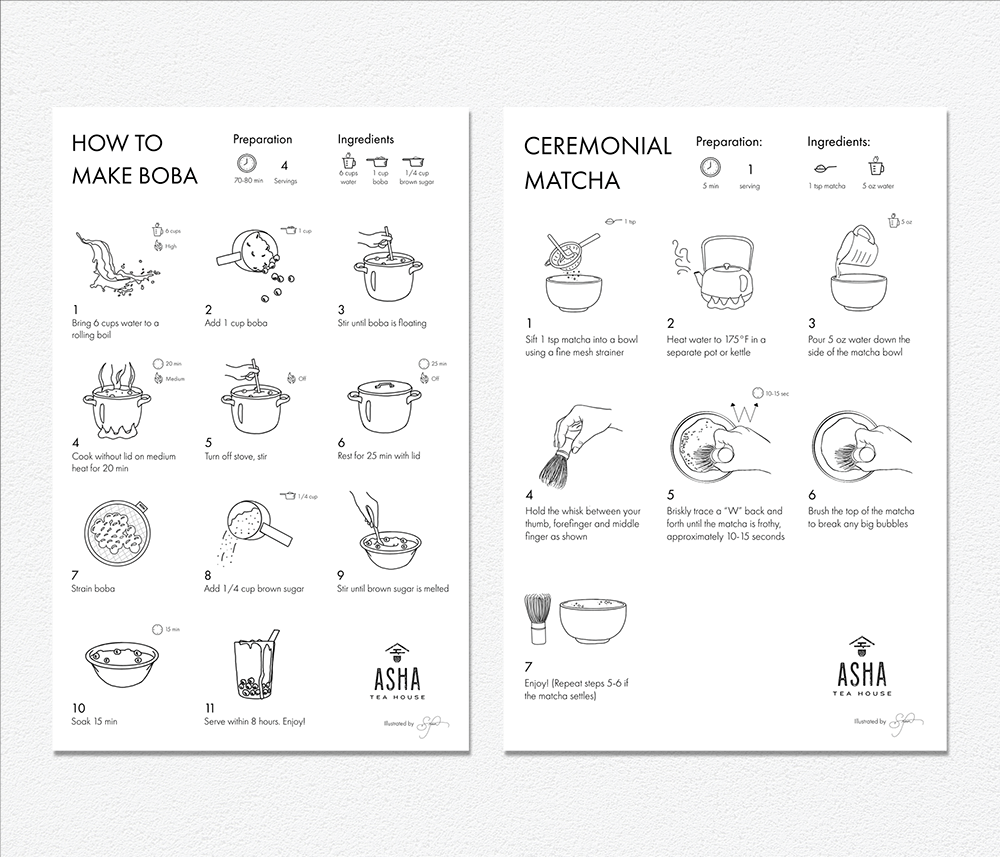 HOW TO
MAKE BOBA
Preparation
70-80 min
4
Servings
Ingredients
6 cups
water
1 cup
boba
1/4 cup
brown sugar
6 cups
High
1
Bring 6 cups water to a
rolling boil
1 cup
2
Add 1 cup boba
3
Stir until boba is floating
20 min
Medium
4
Cook without lid on medium
heat for 20 min
Off
5
Turn off stove, stir
25 min
Off
6
Rest for 25 min with lid
7
Strain boba
1/4 cup
8
Add 1/4 cup brown sugar
9
Stir until brown sugar is melted
15 min
10
Soak 15 min
11
Serve within 8 hours. Enjoy!
ASHA
TEA HOUSE
Illustrated by
CEREMONIAL
MATCHA
Preparation:
5 min
1
serving
Ingredients:
1 tsp matcha
5 oz water
1 tsp
1
Sift 1 tsp matcha into a bowl
using a fine mesh strainer
2
Heat water to 175°F in a
separate pot or kettle
5 oz
3
Pour 5 oz water down the
side of the matcha bowl
4
Hold the whisk between your
thumb, forefinger and middle
finger as shown
W
10-15 sec
5
Briskly trace a “W” back and
forth until the matcha is frothy,
approximately 10-15 seconds
6
Brush the top of the matcha
to break any big bubbles
7
Enjoy! (Repeat steps 5-6 if
the matcha settles)
ASHA
TEA HOUSE
Illustrated by